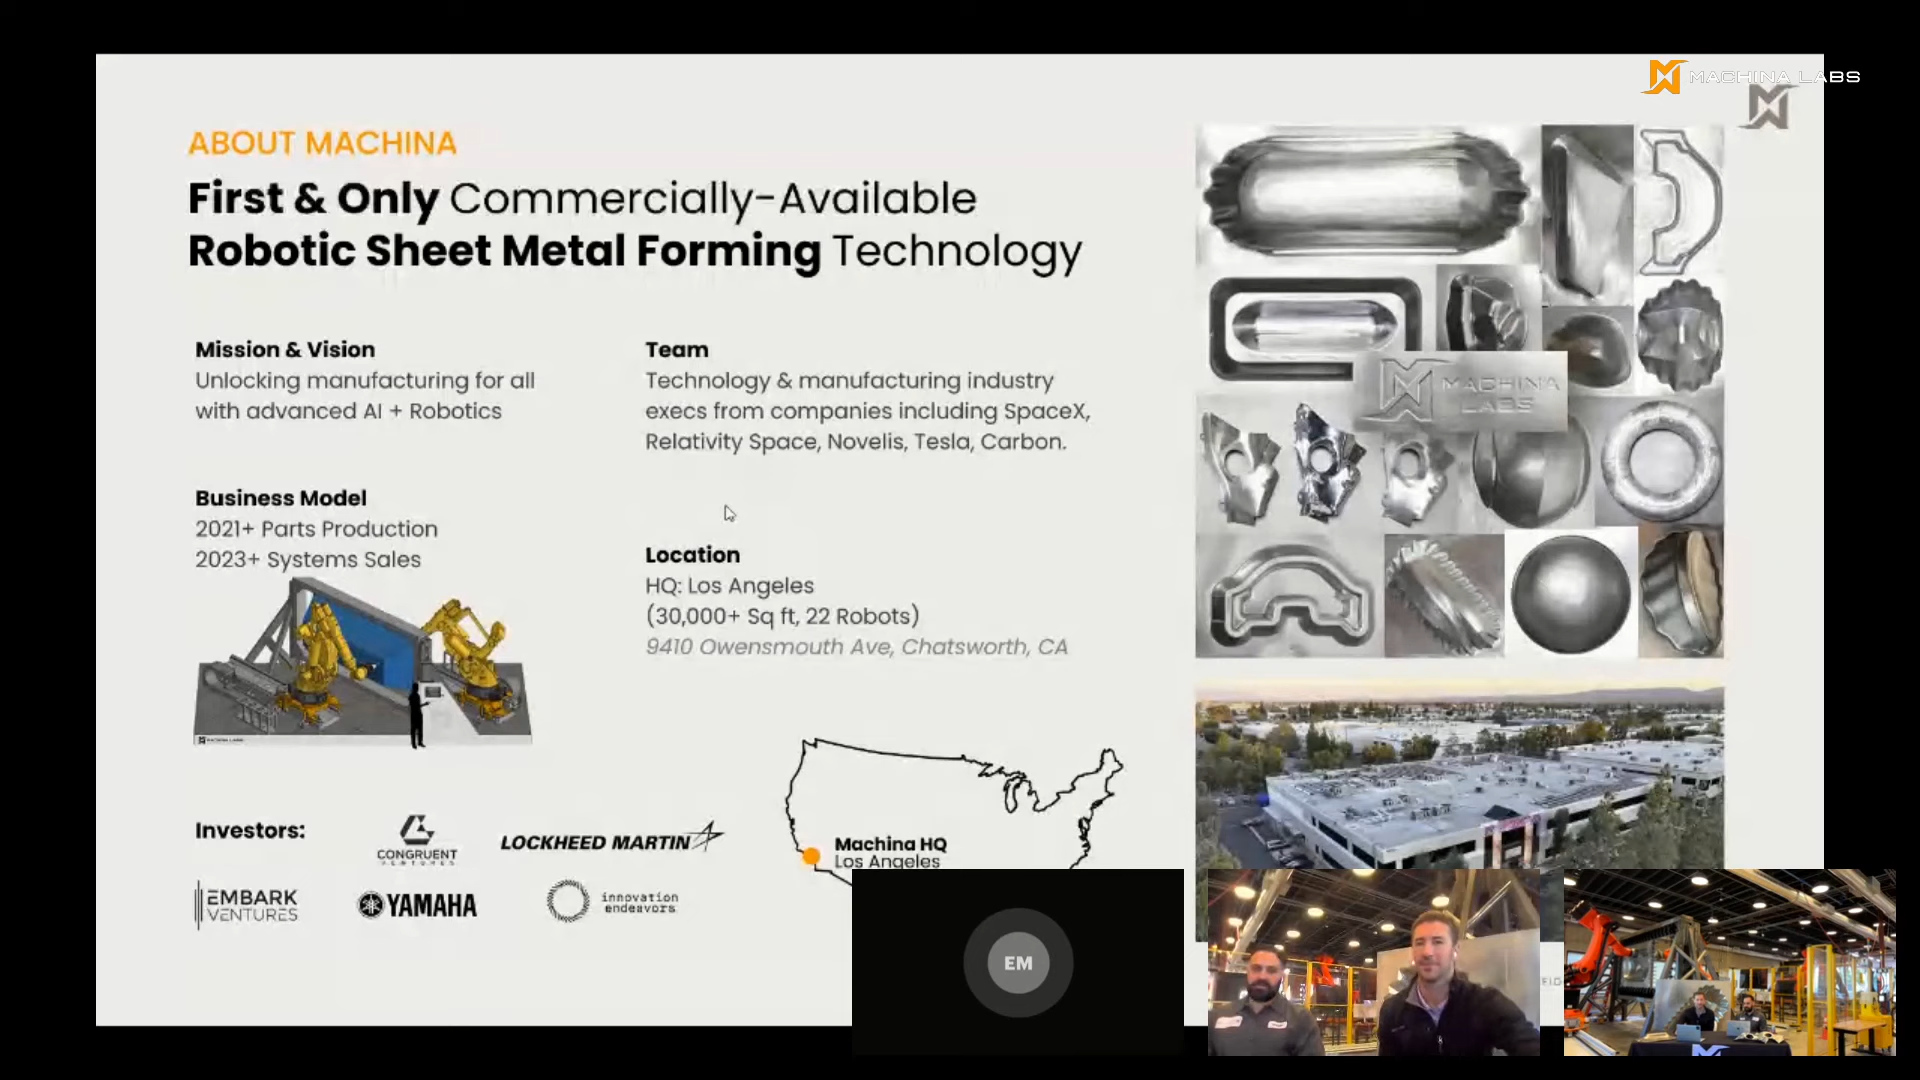 MACHINA LABS
ABOUT MACHINA
First & Only Commercially-Available
Robotic Sheet Metal Forming Technology
Mission & Vision
Unlocking manufacturing for all
with advanced AI + Robotics
Team
Technology & manufacturing industry
execs from companies including SpaceX,
Relativity Space, Novelis, Tesla, Carbon.
Business Model
2021+ Parts Production
2023+ Systems Sales
Location
HQ: Los Angeles
(30,000+ Sq ft, 22 Robots)
9410 Owensmouth Ave, Chatsworth, CA
MACHINA
LABS
MACHINA LABS
Investors:
CONGRUENT
VENTURES
LOCKHEED MARTIN
EMBARK
VENTURES
YAMAHA
innovation
endeavors
Machina HQ
Los Angeles
EM